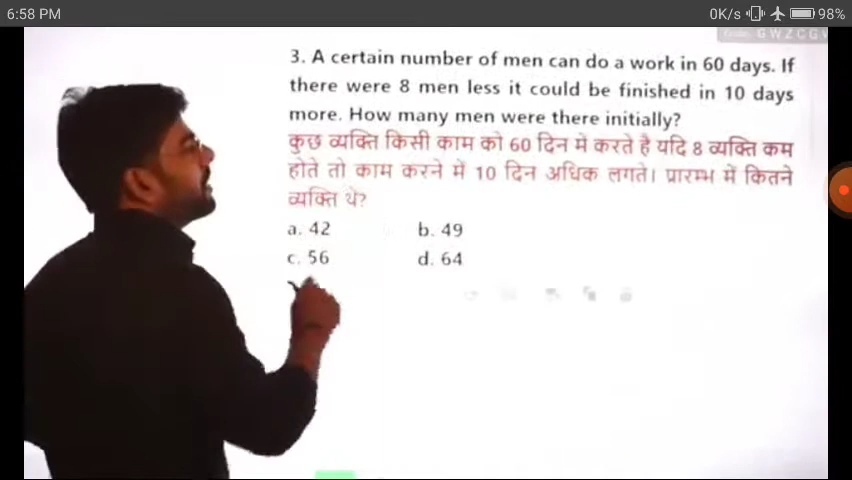 6:58 PM 0K/s 98%
3. A certain number of men can do a work in 60 days. If
there were 8 men less it could be finished in 10 days
more. How many men were there initially?
कुछ व्यक्ति किसी काम को 60 दिन में करते है यदि 8 व्यक्ति कम
होते तो काम करने में 10 दिन अधिक लगते। प्रारम्भ में कितने
व्यक्ति थे?
a. 42 b. 49
c. 56 d. 64